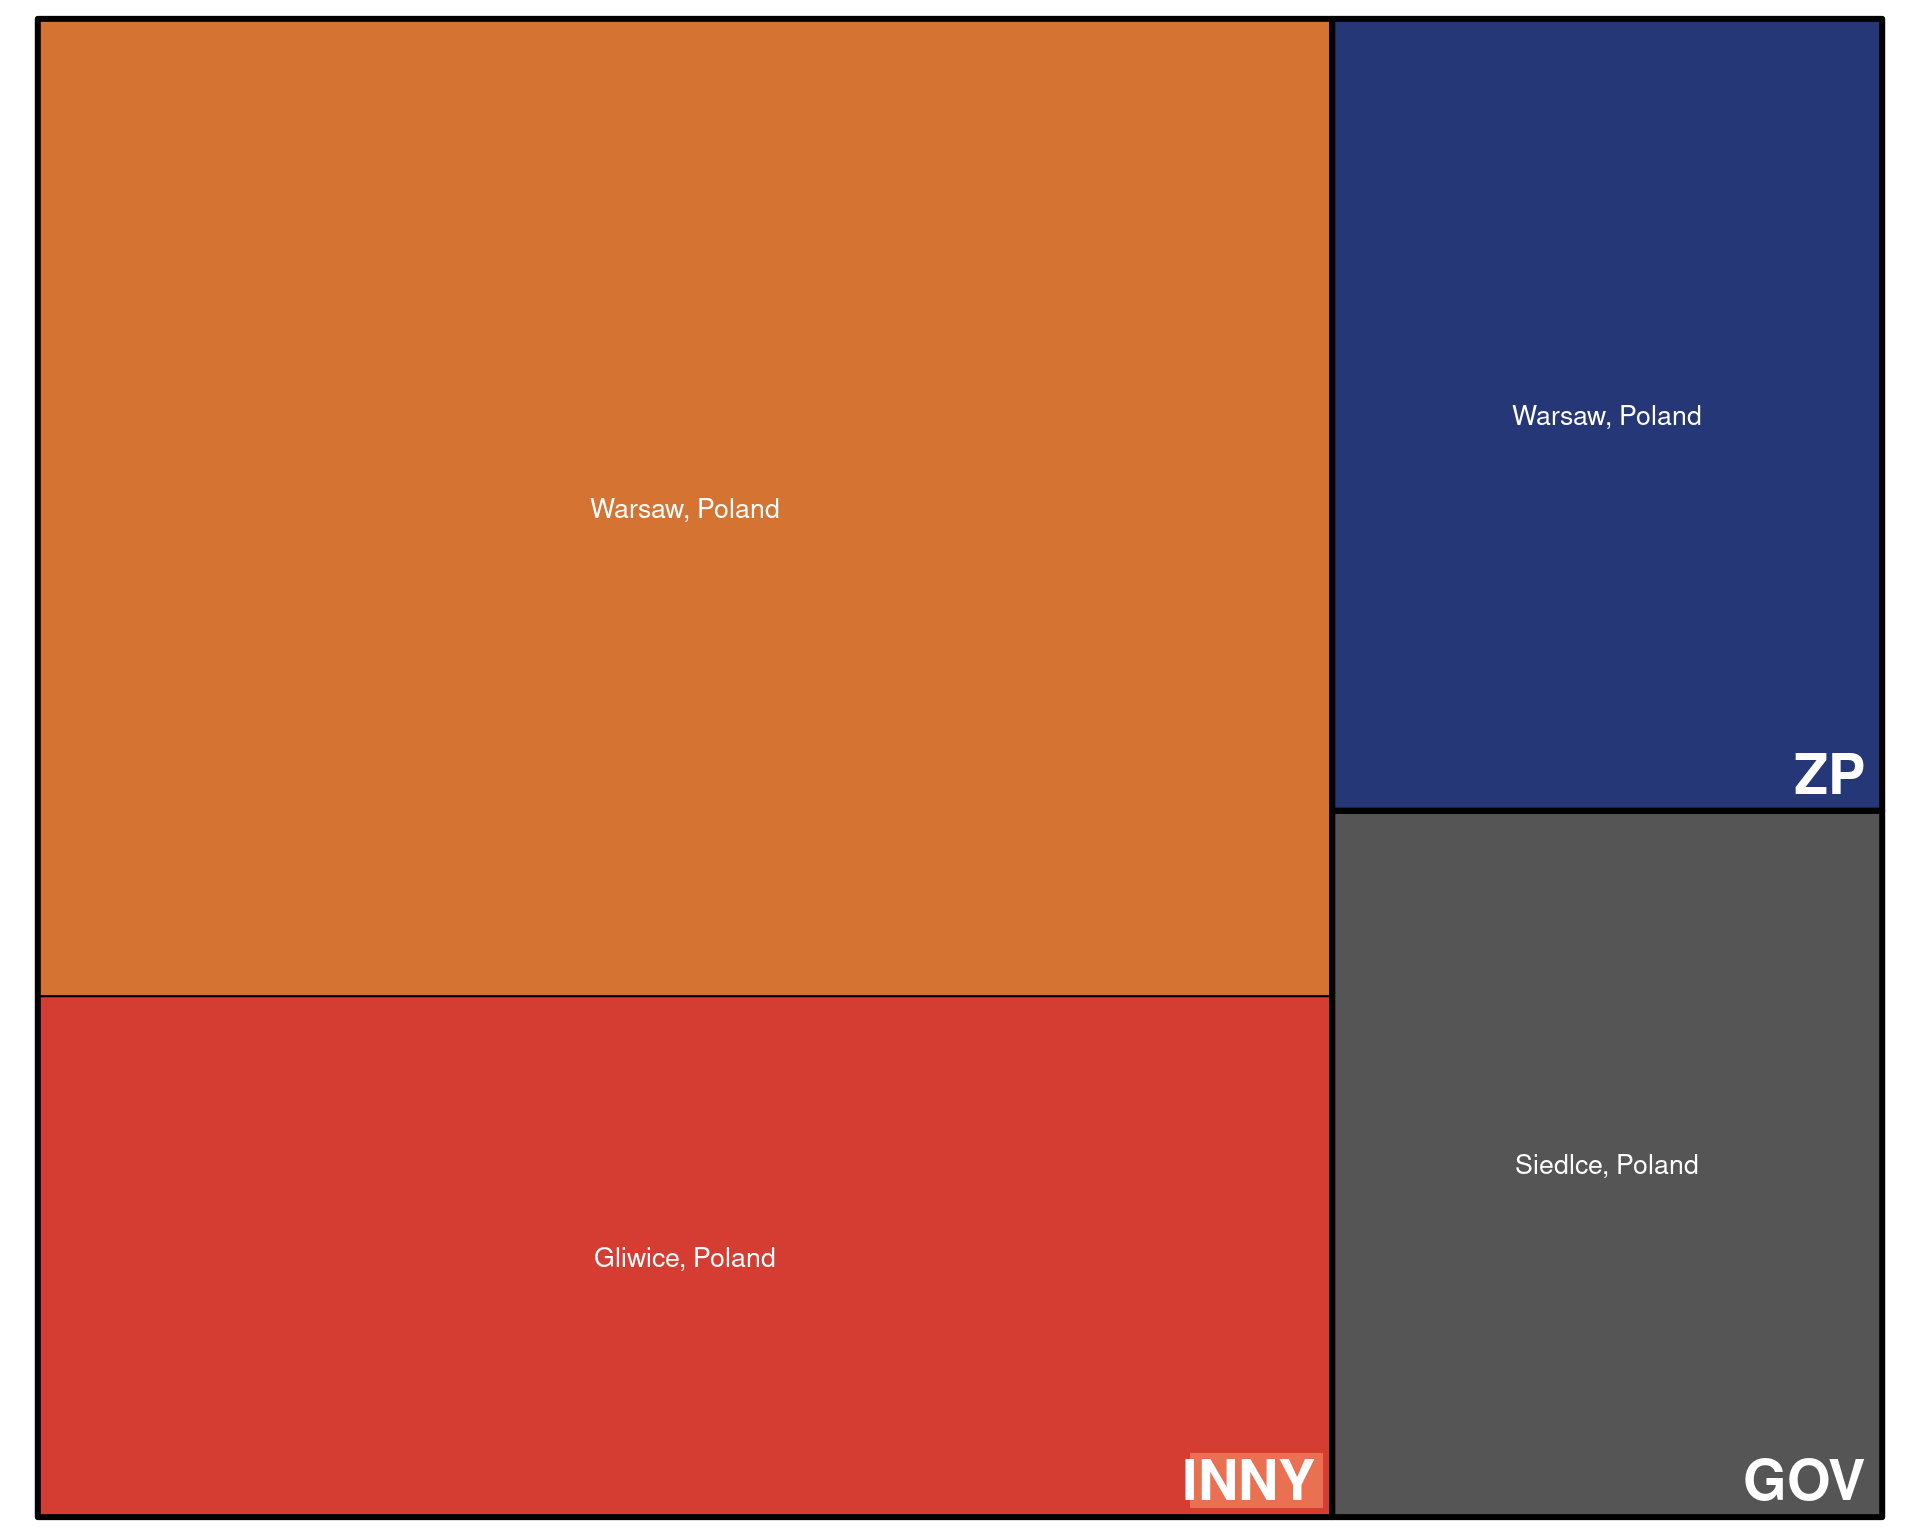 Warsaw, Poland
Warsaw, Poland
ZP
Gliwice, Poland
INNY
Siedlce, Poland
GOV